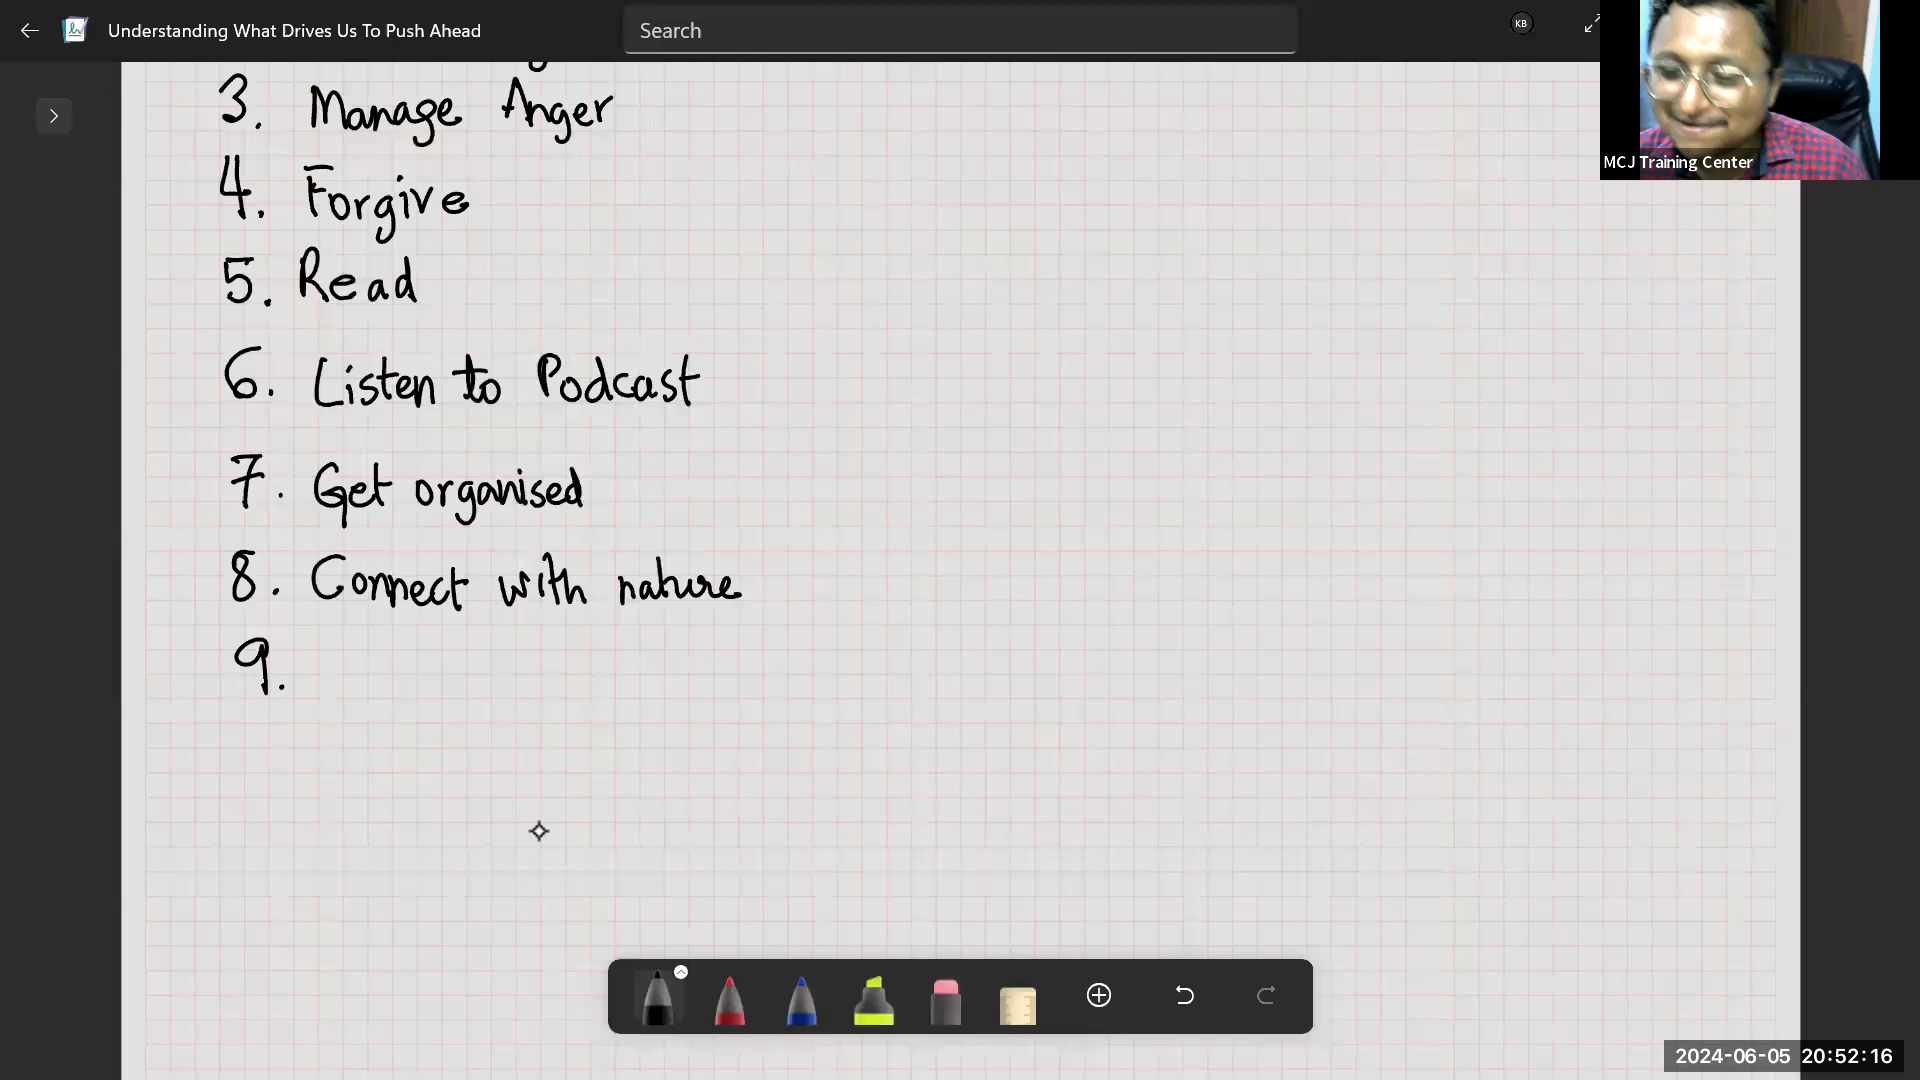 Understanding What Drives Us To Push Ahead
Search
KB
MCJ Training Center
3. Manage Anger
4. Forgive
5. Read
6. Listen to Podcast
7. Get organised
8. Connect with nature
9.
2024-06-05 20:52:16